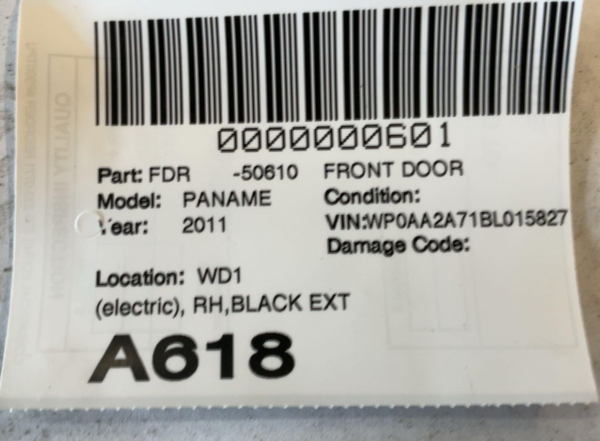 0000000601
Part: FDR -50610 FRONT DOOR
Model: PANAME Condition:
Year: 2011 VIN:WP0AA2A71BL015827
Damage Code:
Location: WD1
(electric), RH,BLACK EXT
A618